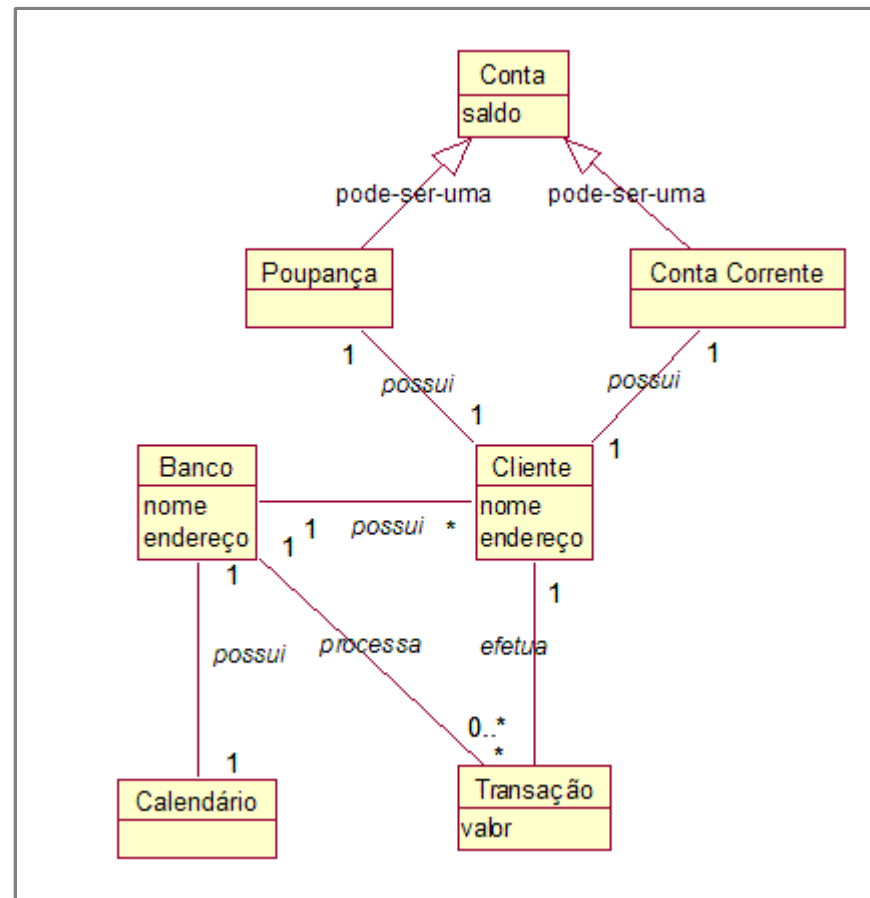 Conta
saldo
pode-ser-uma pode-ser-uma
Poupança Conta Corrente
1 1
possui possui
1 1
Banco Cliente
nome nome
endereço endereço
1 possui *
1
1 1
possui processa efetua
0..*
*
1
Calendário Transação
valor